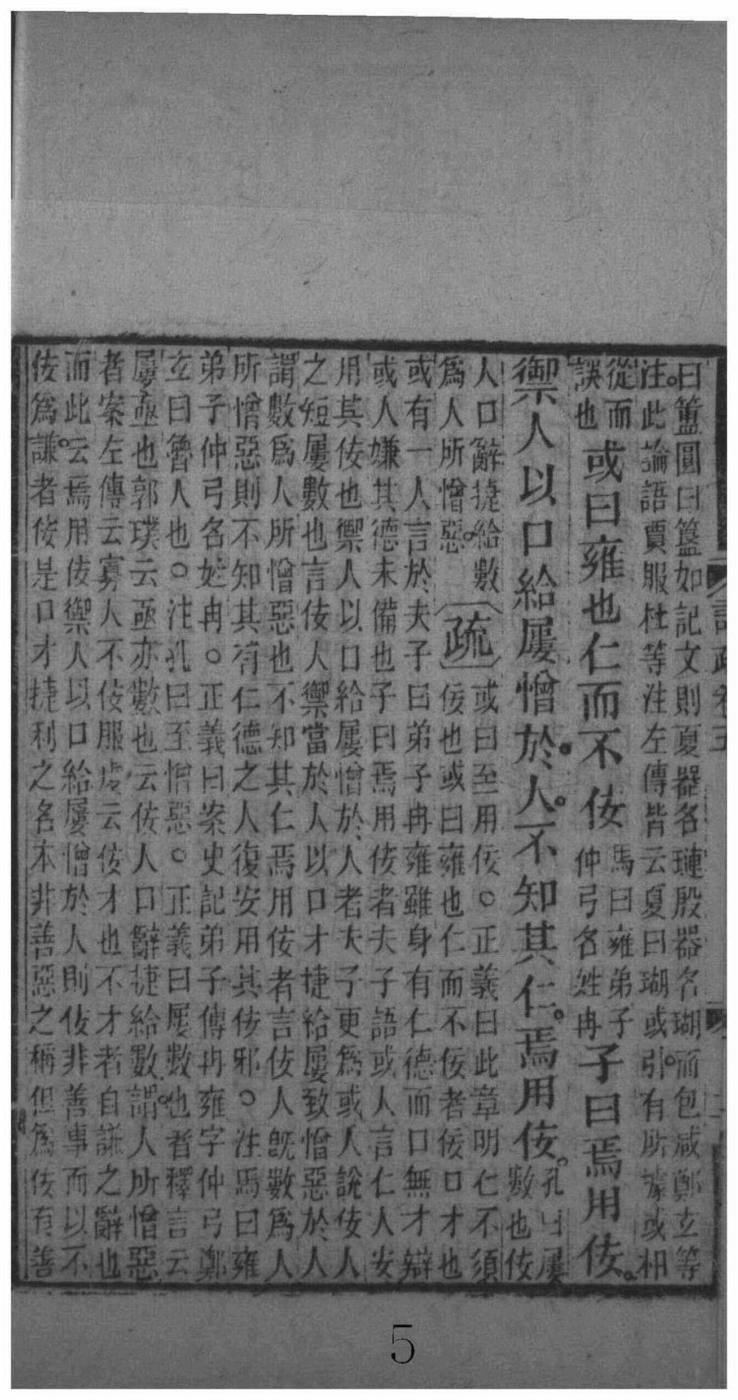 曰簠圓曰簋如記文則夏器名璉殷器名瑚而包咸鄭玄等
注此論語賈服杜等注左傳皆云夏曰瑚或引有所據或相
從而
誤也
或曰雍也仁而不佞
馬曰雍弟子
仲弓名姓冉
子曰焉用佞
禦人以口給屢憎於人不知其仁焉用佞
孔曰屢
數也佞
人口辭捷給數
為人所憎惡
疏
或曰至用佞○正義曰此章明仁不須
佞也或曰雍也仁而不佞者佞口才也
或有一人言於夫子曰弟子冉雍雖身有仁德而口無才辯
或人嫌其德未備也子曰焉用佞者夫子語或人言仁人安
用其佞也禦人以口給屢憎於人者夫子更為或人說佞人
之短屢數也言佞人禦當於人以口才捷給屢致憎惡於人
謂數為人所憎惡也不知其仁焉用佞者言佞人既數為人
所憎惡則不知其有仁德之人復安用其佞邪○注馬曰雍
弟子仲弓名姓冉○正義曰案史記弟子傳冉雍字仲弓鄭
玄曰魯人也○注孔曰至憎惡○正義曰屢數也者釋言云
屢亟也郭璞云亟亦數也云佞人口辭捷給數謂人所憎惡
者案左傳云寡人不佞服虔云佞才也不才者自謙之辭也
而此云焉用佞禦人以口給屢憎於人則佞非善事而以不
佞為謙者佞是口才捷利之名本非善惡之稱但為佞有善
5